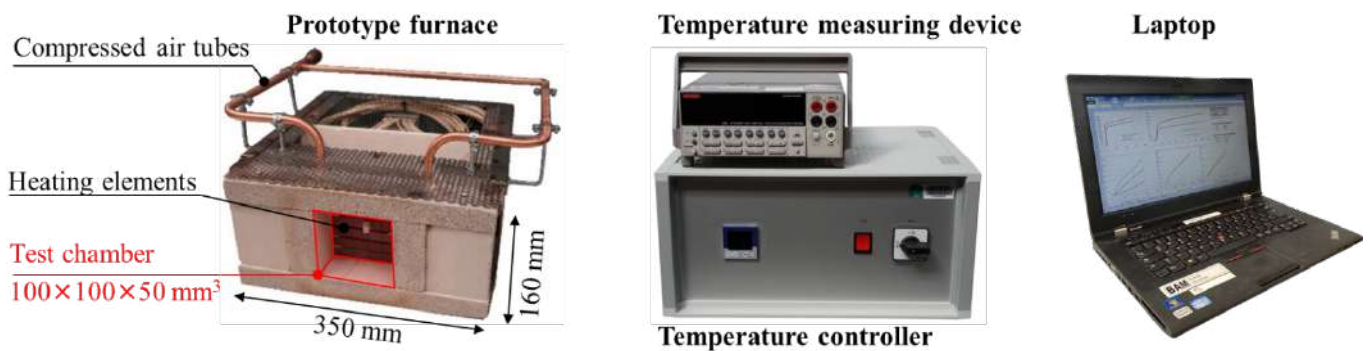 Prototype furnace
Compressed air tubes
Heating elements
Test chamber
100×100×50 mm³
350 mm
160 mm
Temperature measuring device
Temperature controller
Laptop
BAM